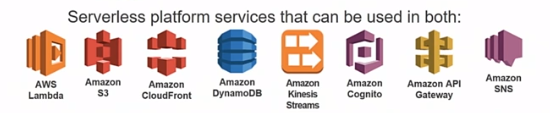 Serverless platform services that can be used in both:
AWS
Lambda
Amazon
S3
Amazon
CloudFront
Amazon
DynamoDB
Amazon
Kinesis
Streams
Amazon
Cognito
Amazon API
Gateway
Amazon
SNS